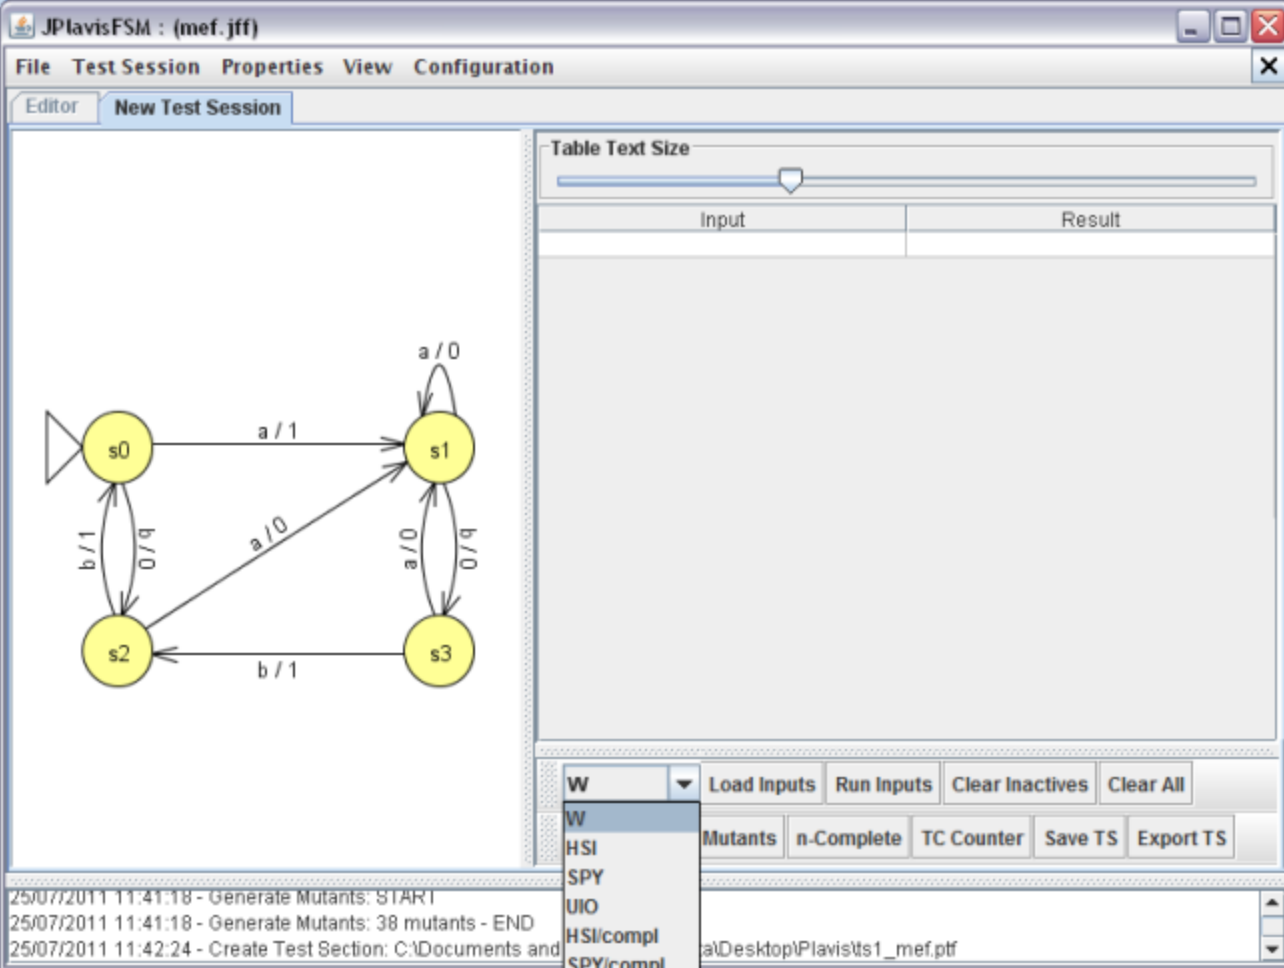 JPlavisFSM : (mef.jff)
File Test Session Properties View Configuration
Editor New Test Session
Table Text Size
Input Result
a / 0
a / 1
s0
s1
b / 1
b / 0
a / 0
a / 0
b / 0
s2
s3
b / 1
W Load Inputs Run Inputs Clear Inactives Clear All
W
Mutants n-Complete TC Counter Save TS Export TS
HSI
SPY
UIO
HSI/compl
SPY/compl
25/07/2011 11:41:18 - Generate Mutants: START
25/07/2011 11:41:18 - Generate Mutants: 38 mutants - END
25/07/2011 11:42:24 - Create Test Section: C:\Documents and ta\Desktop\Plavis\ts1_mef.ptf